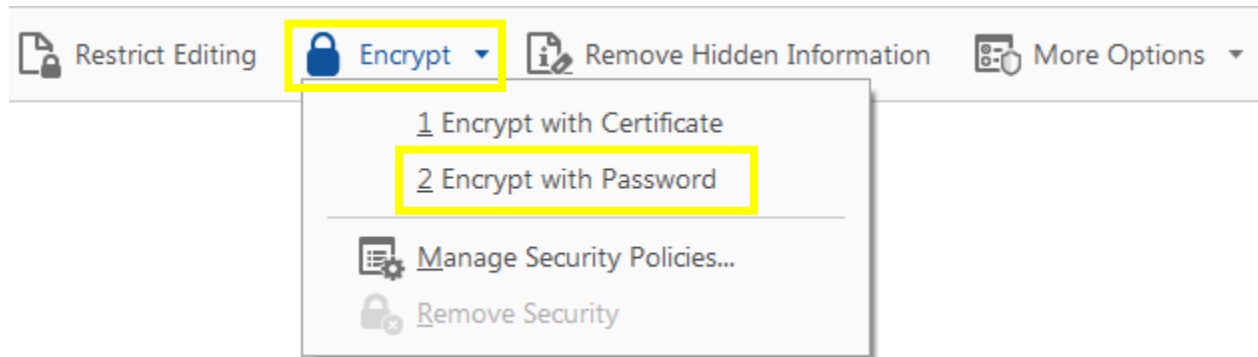 Restrict Editing Encrypt Remove Hidden Information More Options
1 Encrypt with Certificate
2 Encrypt with Password
Manage Security Policies...
Remove Security